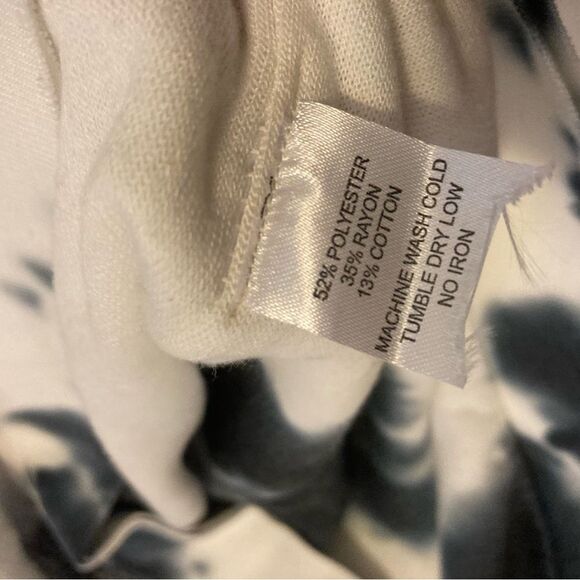 52% POLYESTER
35% RAYON
13% COTTON
MACHINE WASH COLD
TUMBLE DRY LOW
NO IRON